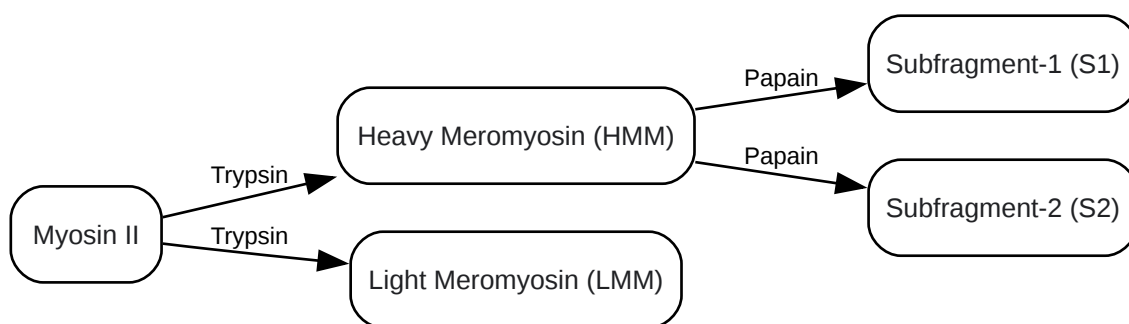 Myosin II
Trypsin
Trypsin
Heavy Meromyosin (HMM)
Light Meromyosin (LMM)
Papain
Papain
Subfragment-1 (S1)
Subfragment-2 (S2)